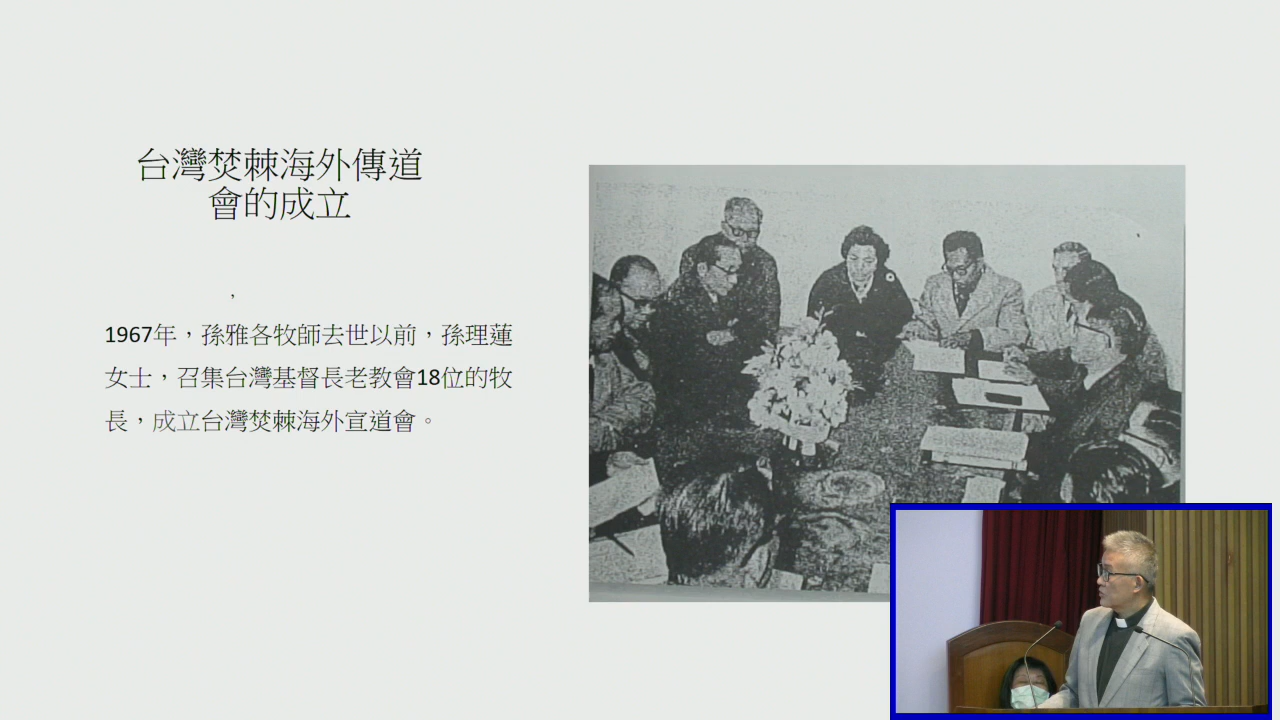 台灣焚棘海外傳道
會的成立
，
1967年，孫雅各牧師去世以前，孫理蓮
女士，召集台灣基督長老教會18位的牧
長，成立台灣焚棘海外宣道會。